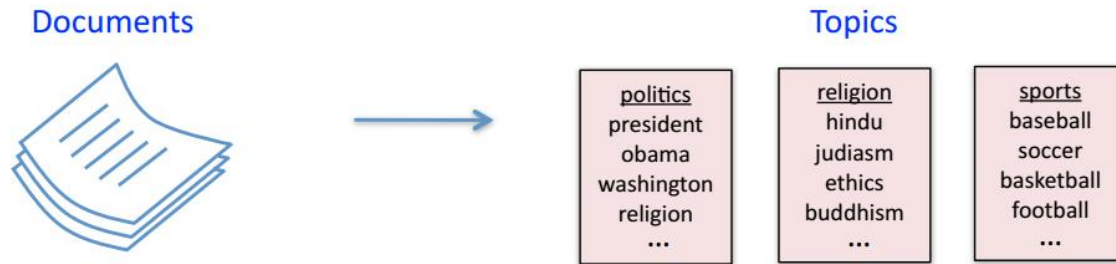 Documents
Topics
politics
president
obama
washington
religion
...
religion
hindu
judiasm
ethics
buddhism
...
sports
baseball
soccer
basketball
football
...